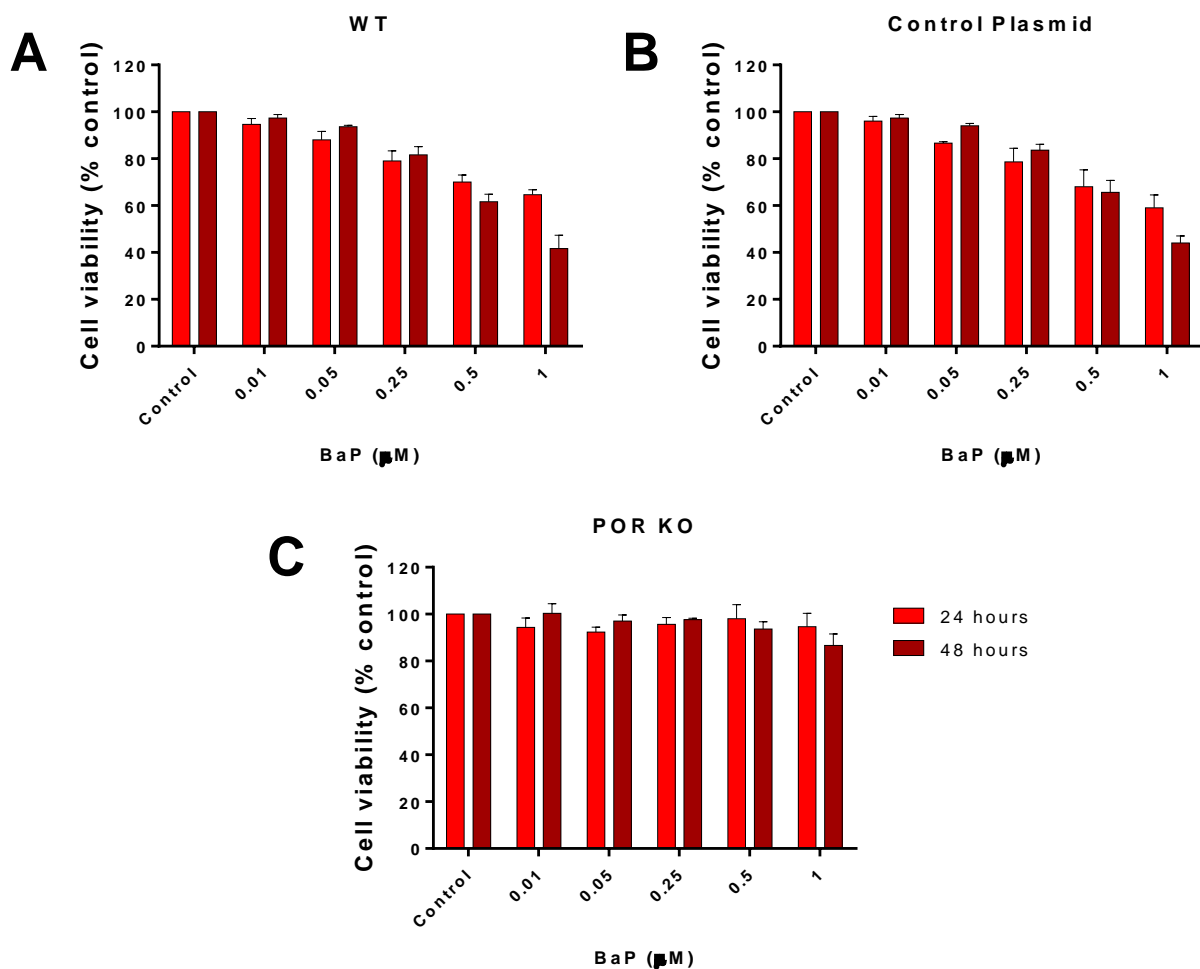 A
WT
Cell viability (% control)
120
100
80
60
40
20
0
Control
0.01
0.05
0.25
0.5
1
BaP (μM)
B
Control Plasmid
Cell viability (% control)
120
100
80
60
40
20
0
Control
0.01
0.05
0.25
0.5
1
BaP (μM)
C
POR KO
Cell viability (% control)
120
100
80
60
40
20
0
Control
0.01
0.05
0.25
0.5
1
BaP (μM)
24 hours
48 hours